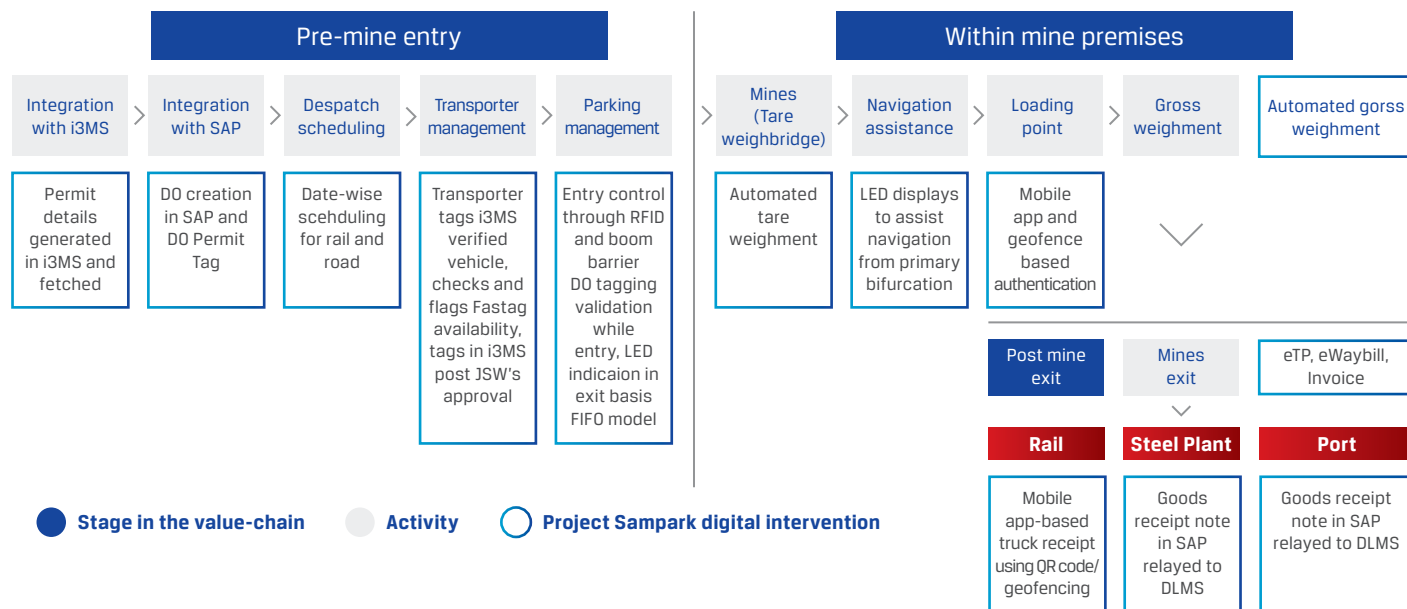 Pre-mine entry
Integration
with i3MS
Integration
with SAP
Despatch
scheduling
Transporter
management
Parking
management
Permit
details
generated
in i3MS and
fetched
DO creation
in SAP and
DO Permit
Tag
Date-wise
scehduling
for rail and
road
Transporter
tags i3MS
verified
vehicle,
checks and
flags Fastag
availability,
tags in i3MS
post JSW's
approval
Entry control
through RFID
and boom
barrier
DO tagging
validation
while
entry, LED
indicaion in
exit basis
FIFO model
Within mine premises
Mines
(Tare
weighbridge)
Navigation
assistance
Loading
point
Gross
weighment
Automated gorss
weighment
Automated
tare
weighment
LED displays
to assist
navigation
from primary
bifurcation
Mobile
app and
geofence
based
authentication
Post mine
exit
Mines
exit
eTP, eWaybill,
Invoice
Rail
Steel Plant
Port
Mobile
app-based
truck receipt
using QR code/
geofencing
Goods
receipt note
in SAP
relayed to
DLMS
Goods receipt
note in SAP
relayed to DLMS
Stage in the value-chain
Activity
Project Sampark digital intervention